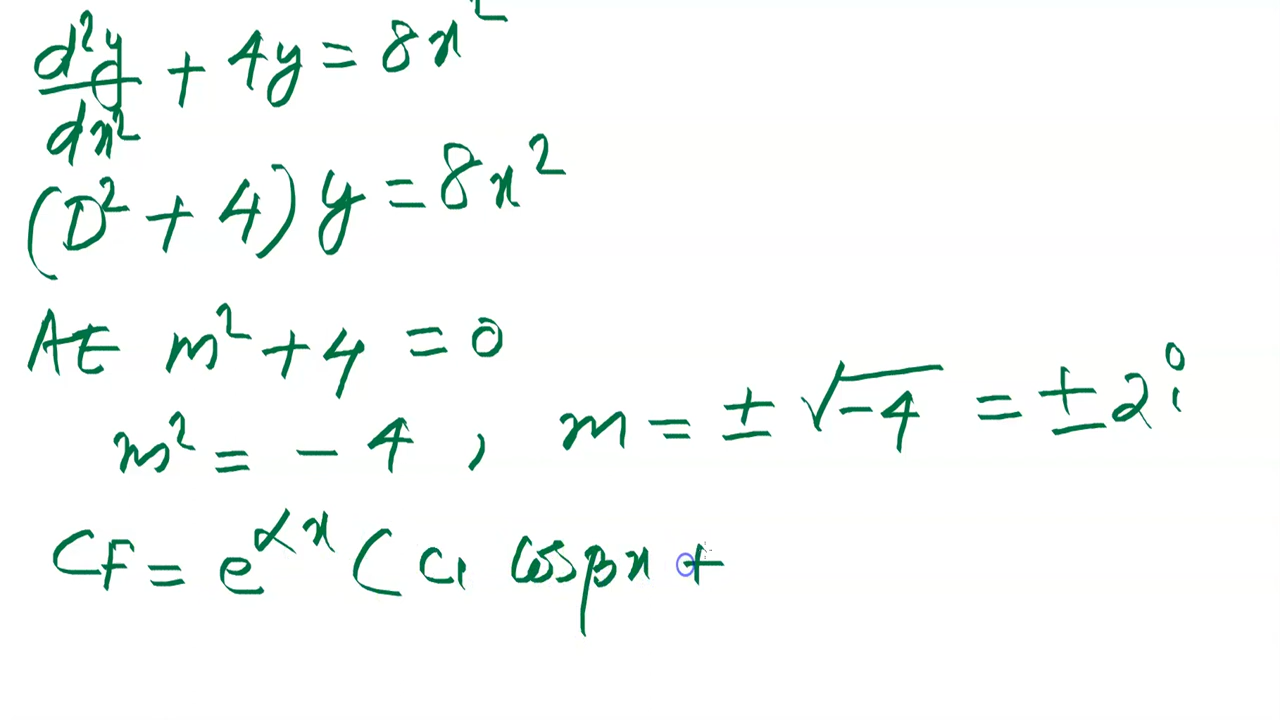 d²y/dx² + 4y = 8x²
(D² + 4) y = 8x²
AE m² + 4 = 0
m² = - 4 , m = ± √-4 = ± 2i
CF = e^αx ( C₁ cosβx +